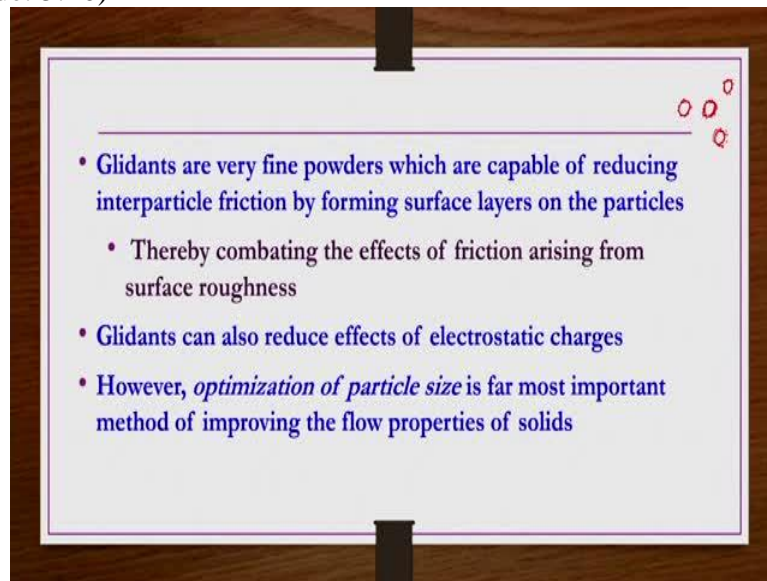 • Glidants are very fine powders which are capable of reducing
interparticle friction by forming surface layers on the particles
• Thereby combating the effects of friction arising from
surface roughness
• Glidants can also reduce effects of electrostatic charges
• However, optimization of particle size is far most important
method of improving the flow properties of solids